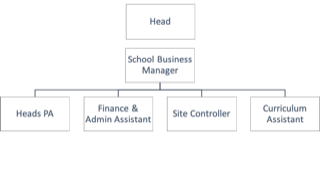 Head
School Business
Manager
Heads PA
Finance &
Admin Assistant
Site Controller
Curriculum
Assistant